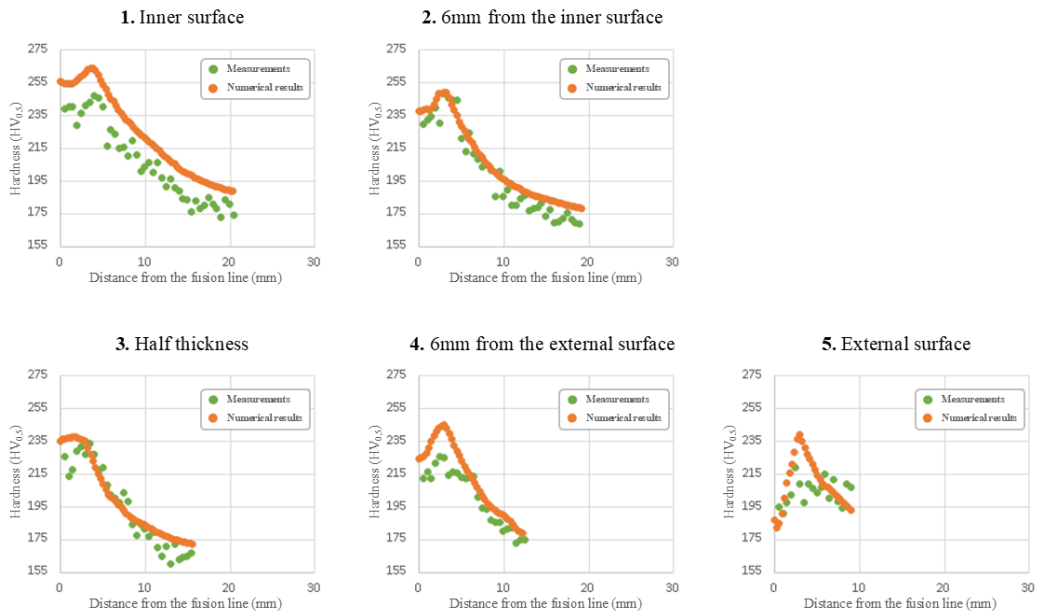 1. Inner surface
275
255
235
215
195
175
155
0
10
20
30
Hardness (HV0,5)
Distance from the fusion line (mm)
Measurements
Numerical results
2. 6mm from the inner surface
275
255
235
215
195
175
155
0
10
20
30
Hardness (HV0,5)
Distance from the fusion line (mm)
Measurements
Numerical results
3. Half thickness
275
255
235
215
195
175
155
0
10
20
30
Hardness (HV0,5)
Distance from the fusion line (mm)
Measurements
Numerical results
4. 6mm from the external surface
275
255
235
215
195
175
155
0
10
20
30
Hardness (HV0,5)
Distance from the fusion line (mm)
Measurements
Numerical results
5. External surface
275
255
235
215
195
175
155
0
10
20
30
Hardness (HV0,5)
Distance from the fusion line (mm)
Measurements
Numerical results